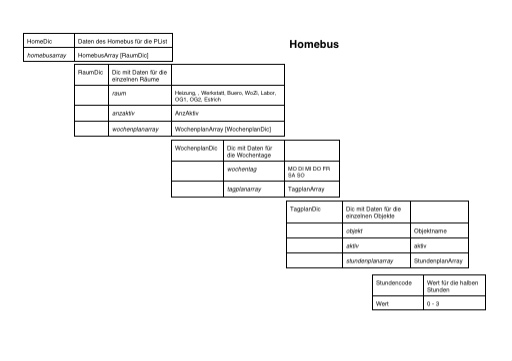 Homebus
HomeDic Daten des Homebus für die PList
homebusarray HomebusArray [RaumDic]
RaumDic Dic mit Daten für die
einzelnen Räume
raum Heizung, , Werkstatt, Buero, WoZi, Labor,
OG1, OG2, Estrich
anzaktiv AnzAktiv
wochenplanarray WochenplanArray [WochenplanDic]
WochenplanDic Dic mit Daten für
die Wochentage
wochentag MO DI MI DO FR
SA SO
tagplanarray TagplanArray
TagplanDic Dic mit Daten für die
einzelnen Objekte
objekt Objektname
aktiv aktiv
stundenplanarray StundenplanArray
Stundencode Wert für die halben
Stunden
Wert 0 - 3